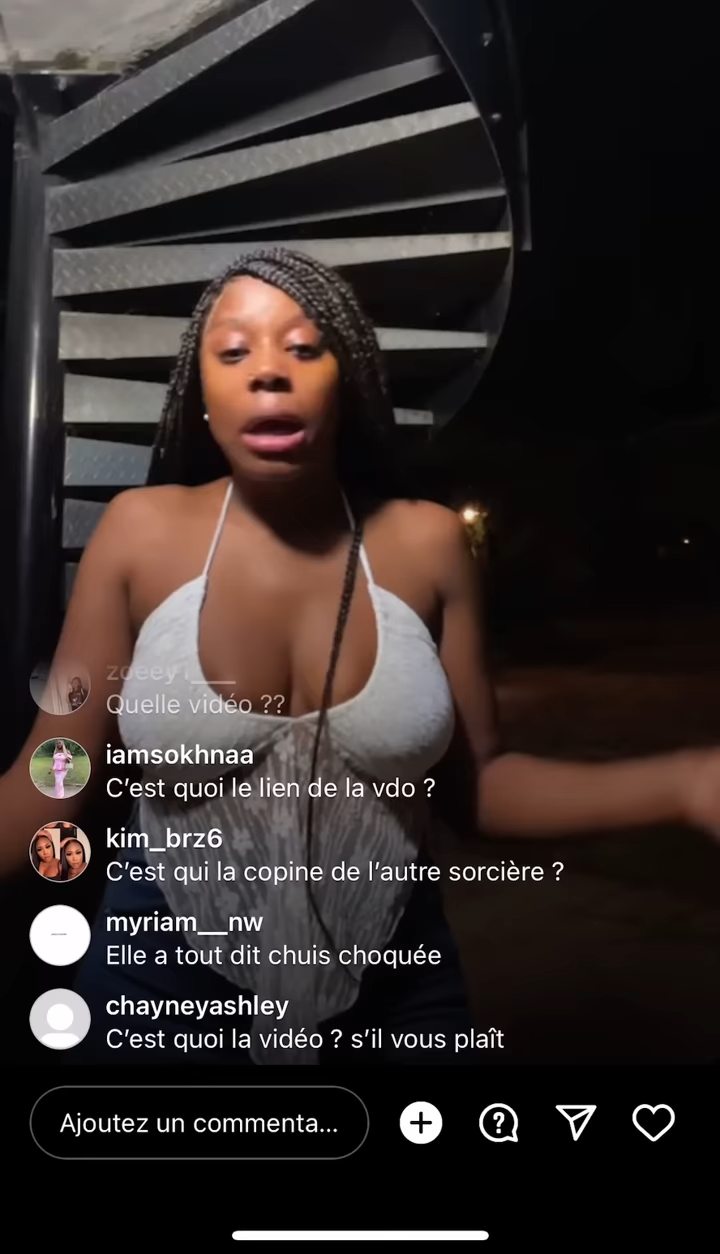 Quelle vidéo ??
iamsokhnaa
C’est quoi le lien de la vdo ?
kim_brz6
C’est qui la copine de l’autre sorcière ?
myriam__nw
Elle a tout dit chuis choquée
chayneyashley
C’est quoi la vidéo ? s’il vous plaît
Ajoutez un commenta...